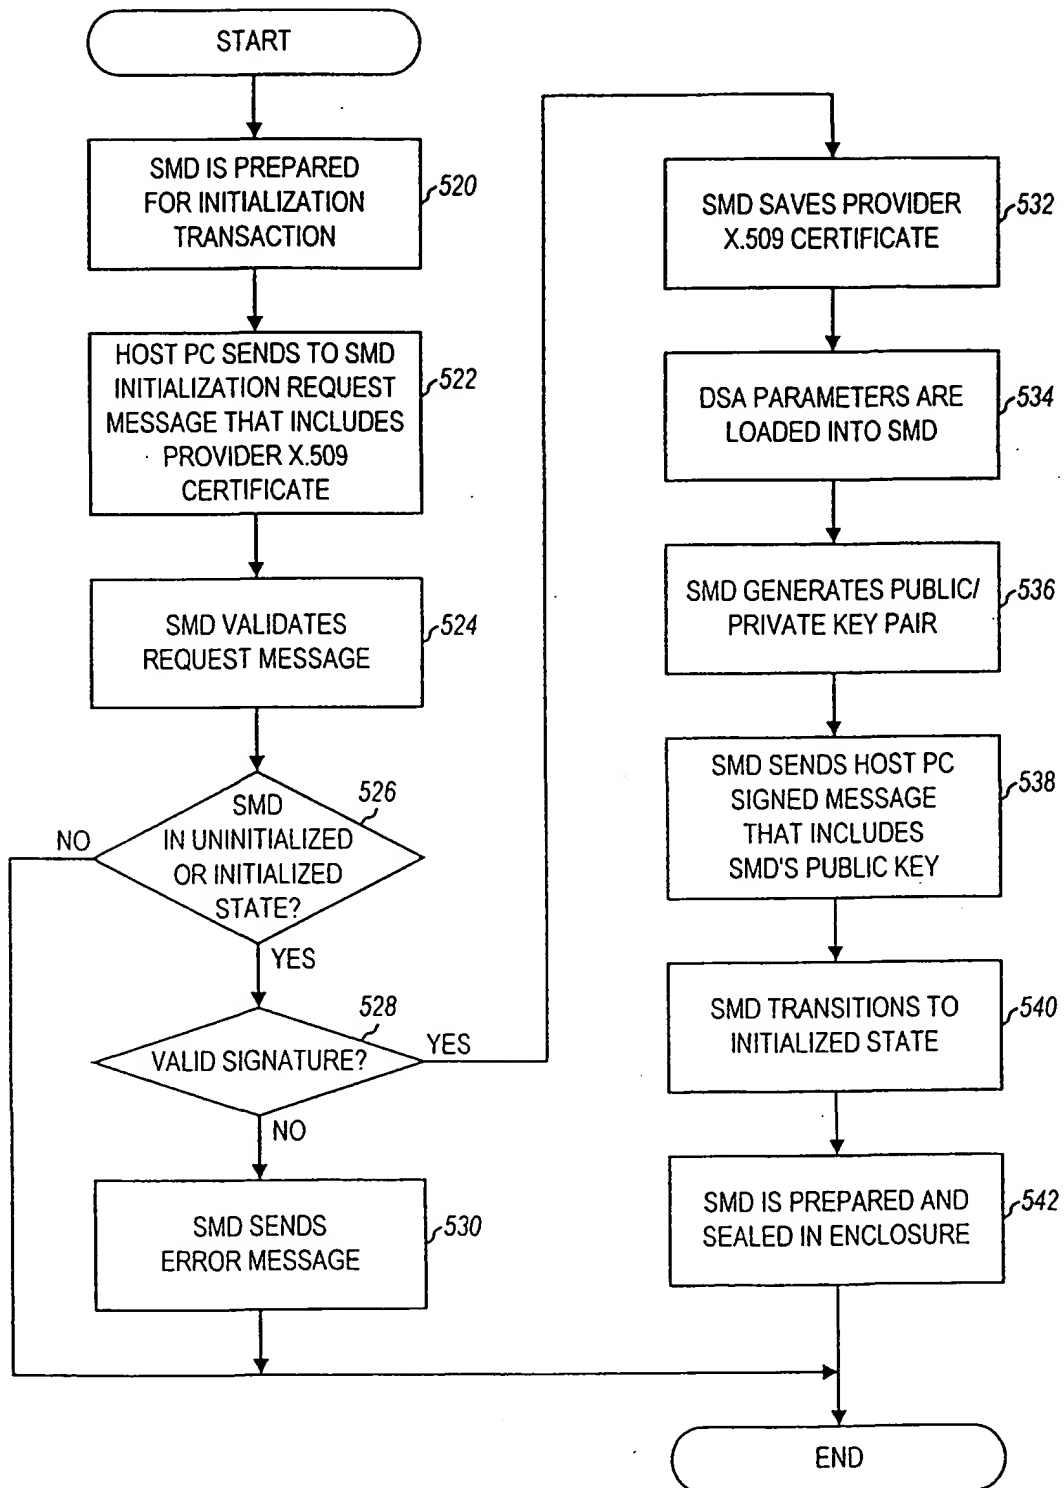 START
SMD IS PREPARED
FOR INITIALIZATION
TRANSACTION
520
HOST PC SENDS TO SMD
INITIALIZATION REQUEST
MESSAGE THAT INCLUDES
PROVIDER X.509
CERTIFICATE
522
SMD VALIDATES
REQUEST MESSAGE
524
SMD
IN UNINITIALIZED
OR INITIALIZED
STATE?
526
NO
YES
VALID SIGNATURE?
528
YES
NO
SMD SENDS
ERROR MESSAGE
530
SMD SAVES PROVIDER
X.509 CERTIFICATE
532
DSA PARAMETERS ARE
LOADED INTO SMD
534
SMD GENERATES PUBLIC/
PRIVATE KEY PAIR
536
SMD SENDS HOST PC
SIGNED MESSAGE
THAT INCLUDES
SMD'S PUBLIC KEY
538
SMD TRANSITIONS TO
INITIALIZED STATE
540
SMD IS PREPARED AND
SEALED IN ENCLOSURE
542
END